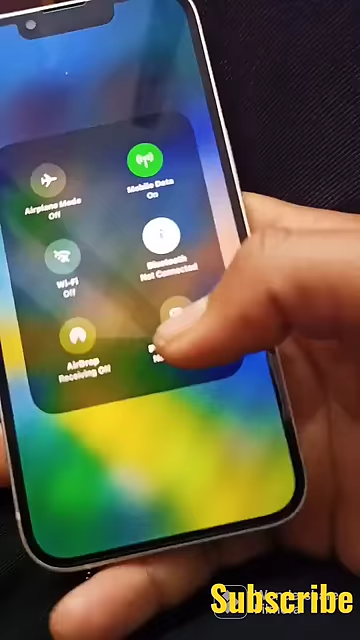 Airplane Mode
Off
Mobile Data
On
Wi-Fi
Off
Bluetooth
Not Connected
AirDrop
Receiving Off
Subscribe